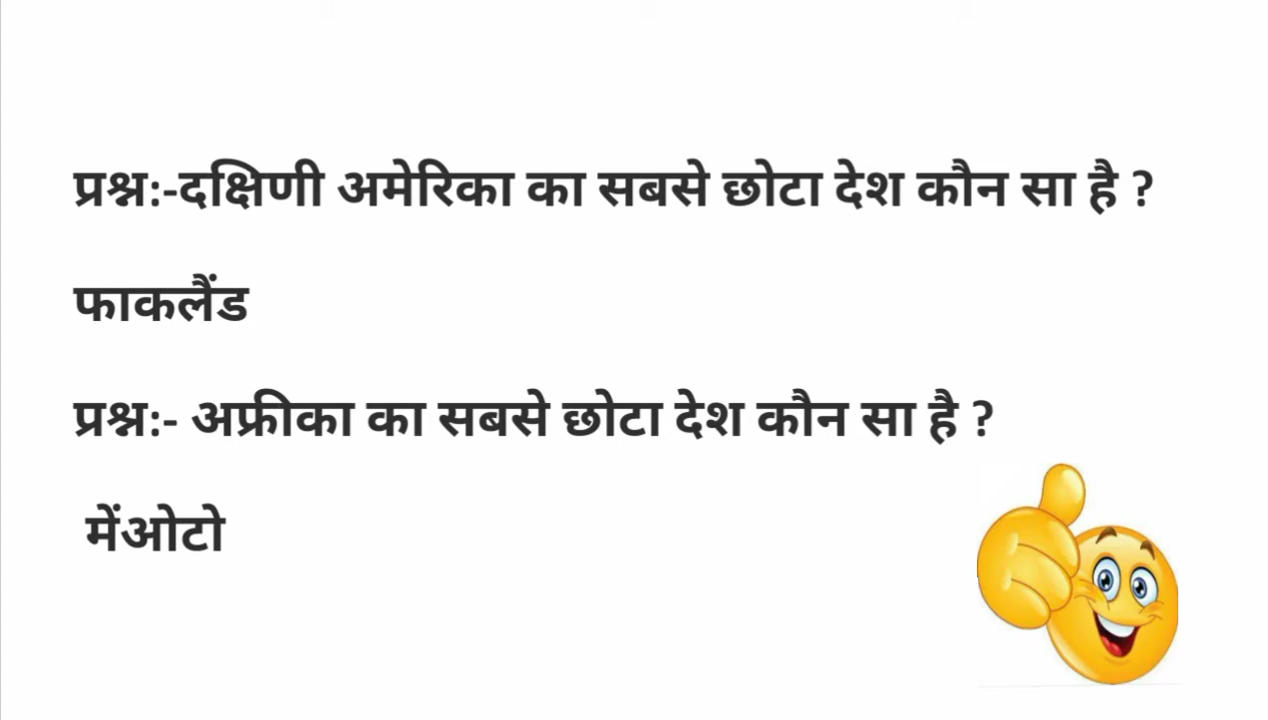 प्रश्न:-दक्षिणी अमेरिका का सबसे छोटा देश कौन सा है ?
फाकलैंड
प्रश्न:- अफ्रीका का सबसे छोटा देश कौन सा है ?
मेंओटो